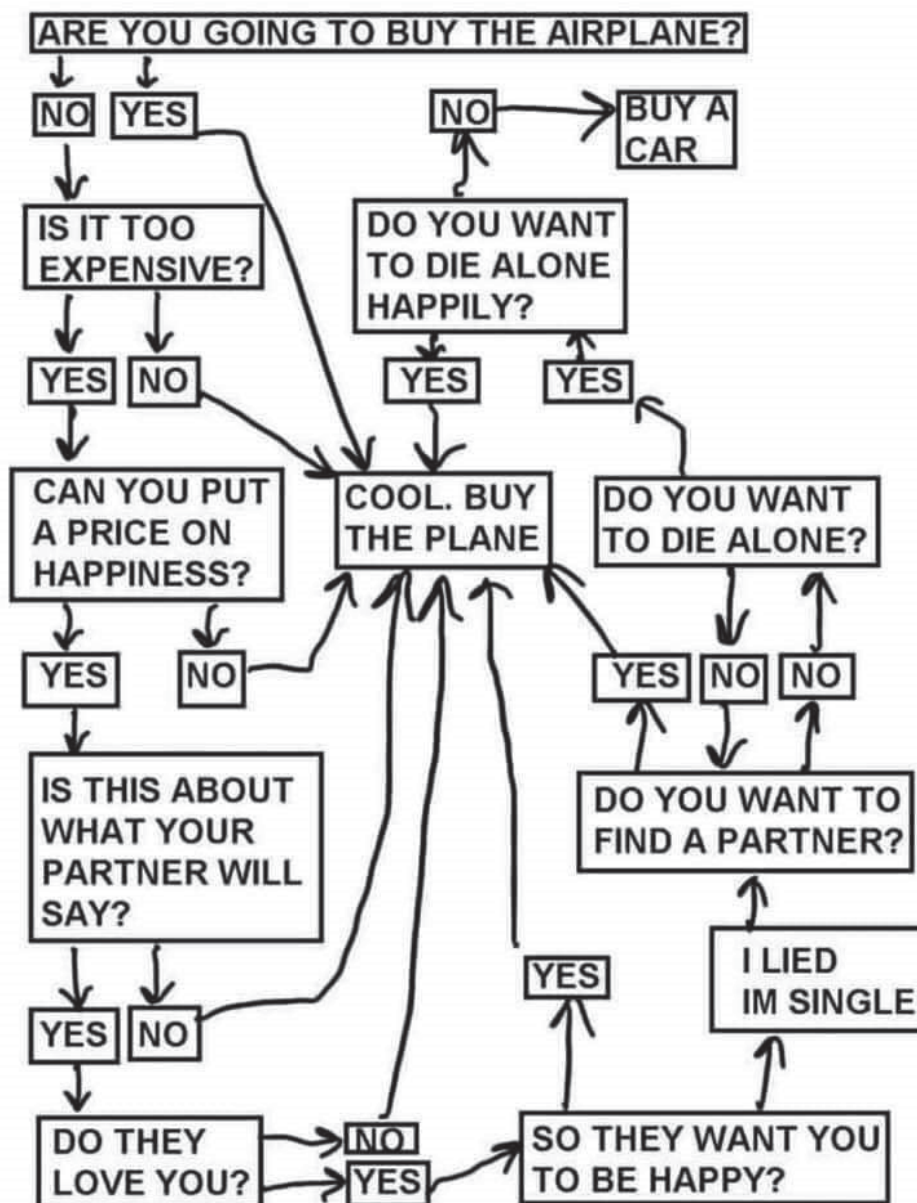 ARE YOU GOING TO BUY THE AIRPLANE?
NO
YES
IS IT TOO
EXPENSIVE?
YES
NO
CAN YOU PUT
A PRICE ON
HAPPINESS?
YES
NO
IS THIS ABOUT
WHAT YOUR
PARTNER WILL
SAY?
YES
NO
DO THEY
LOVE YOU?
NO
YES
SO THEY WANT YOU
TO BE HAPPY?
YES
I LIED
IM SINGLE
DO YOU WANT TO
FIND A PARTNER?
YES
NO
NO
DO YOU WANT
TO DIE ALONE?
YES
DO YOU WANT
TO DIE ALONE
HAPPILY?
YES
NO
BUY A
CAR
COOL. BUY
THE PLANE